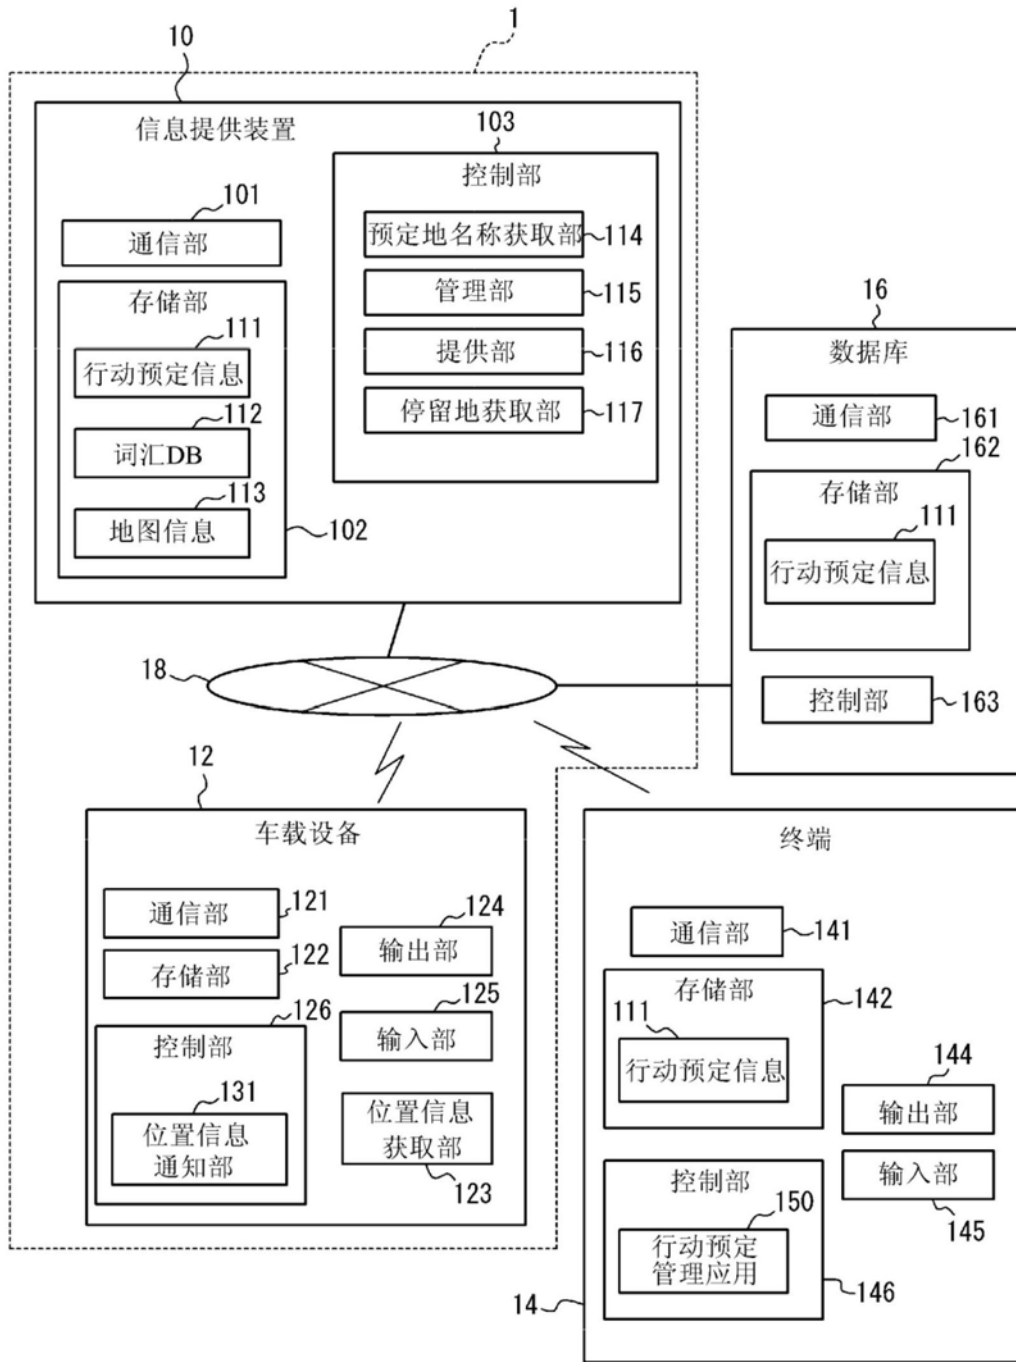 1
10
信息提供装置
103
控制部
101
通信部
预定地名称获取部
114
管理部
115
提供部
116
停留地获取部
117
存储部
111
行动预定信息
112
词汇DB
113
地图信息
102
16
数据库
通信部
161
162
存储部
111
行动预定信息
控制部
163
18
12
车载设备
通信部
121
存储部
122
124
输出部
125
输入部
126
控制部
131
位置信息
通知部
位置信息
获取部
123
终端
通信部
141
存储部
142
111
行动预定信息
144
输出部
输入部
145
控制部
150
行动预定
管理应用
146
14